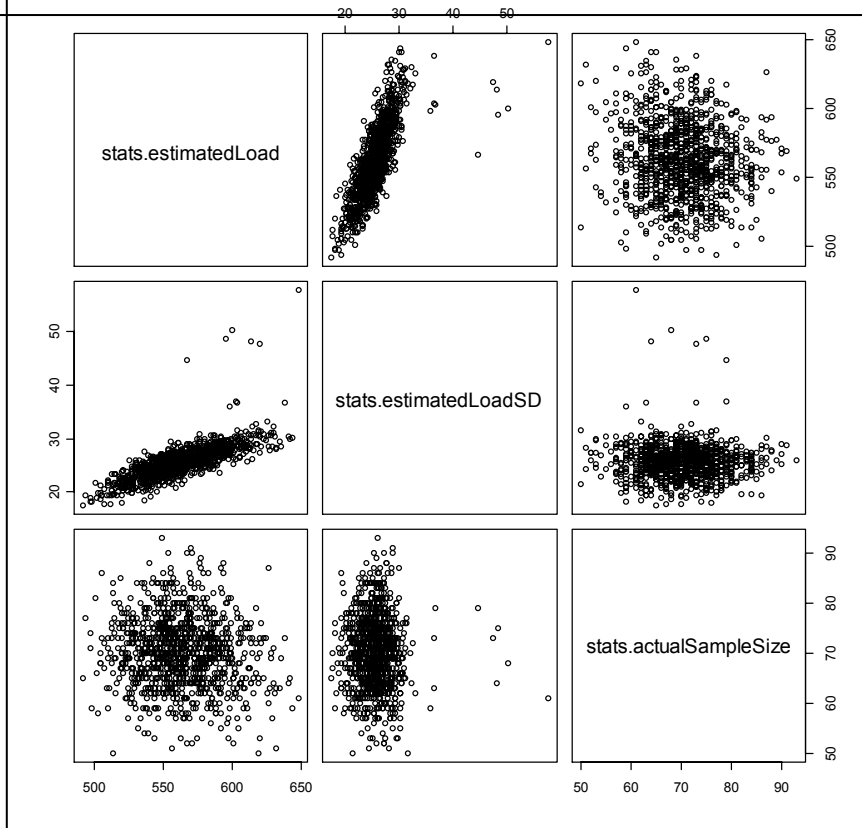 20 30 40 50
stats.estimatedLoad
500 550 600 650
20 30 40 50
stats.estimatedLoadSD
stats.actualSampleSize
50 60 70 80 90
500 550 600 650
50 60 70 80 90